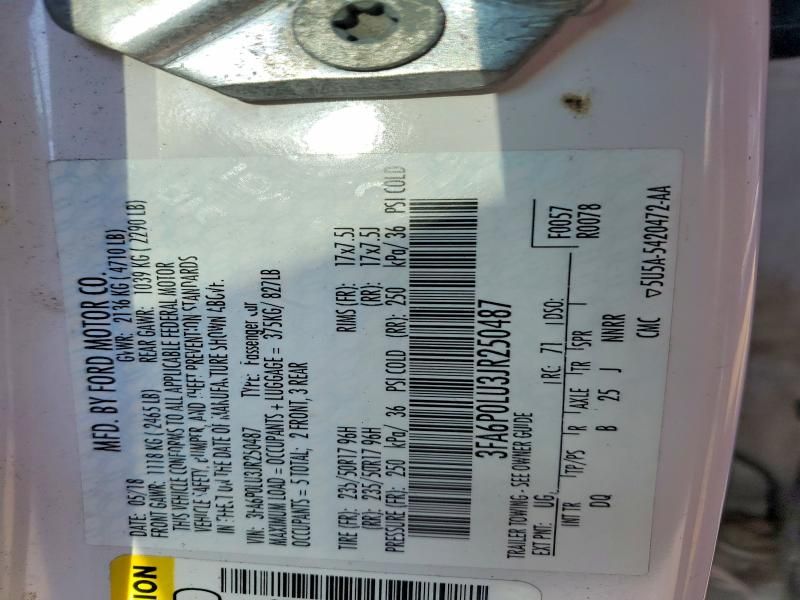 MFD. BY FORD MOTOR CO.
DATE: 05/18 GVWR: 2136 KG (4710 LB)
FRONT GAWR: 1118 KG (2465 LB) REAR GAWR: 1039 KG (2290 LB)
THIS VEHICLE CONFORMS TO ALL APPLICABLE FEDERAL MOTOR
VEHICLE SAFETY, BUMPER, AND THEFT PREVENTION STANDARDS
IN THE DATE OF MANUFACTURE SHOWN ABOVE.
VIN: 3FA6P0LU3JR250487 TYPE: Passenger Car
MAXIMUM LOAD = OCCUPANTS + LUGGAGE = 375KG/ 827LB
OCCUPANTS = 5 TOTAL; 2 FRONT, 3 REAR
TIRE (FR): 235/50R17 96H RIMS (FR): 17x7.5J
(RR): 235/50R17 96H (RR): 17x7.5J
PRESSURE (FR): 250 kPa/ 36 PSI COLD (RR): 250 kPa/ 36 PSI COLD
3FA6P0LU3JR250487
TRAILER TOWING - SEE OWNER GUIDE
EXT PNT: UG RC: 71 DSO: F0057
R0078
INT TR TP/PS R AXLE TR SPR
DQ B 25 J NNRR
CMC ▽5U5A-5420472-AA
ION